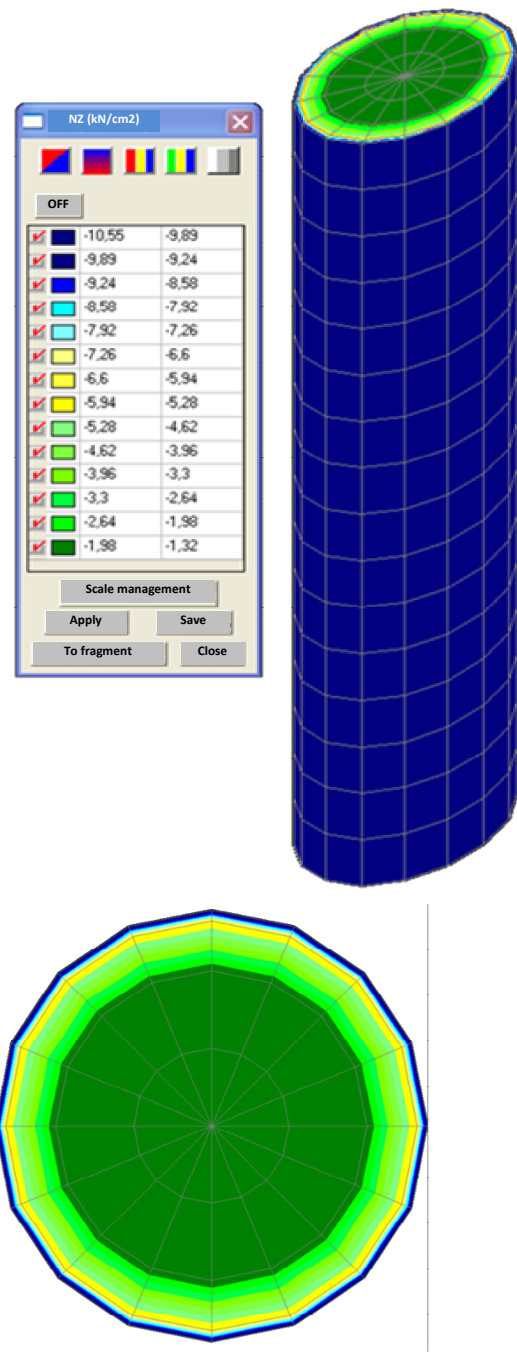 NZ (kN/cm2)
OFF
-10,55 -9,89
-9,89 -9,24
-9,24 -8,58
-8,58 -7,92
-7,92 -7,26
-7,26 -6,6
-6,6 -5,94
-5,94 -5,28
-5,28 -4,62
-4,62 -3,96
-3,96 -3,3
-3,3 -2,64
-2,64 -1,98
-1,98 -1,32
Scale management
Apply Save
To fragment Close